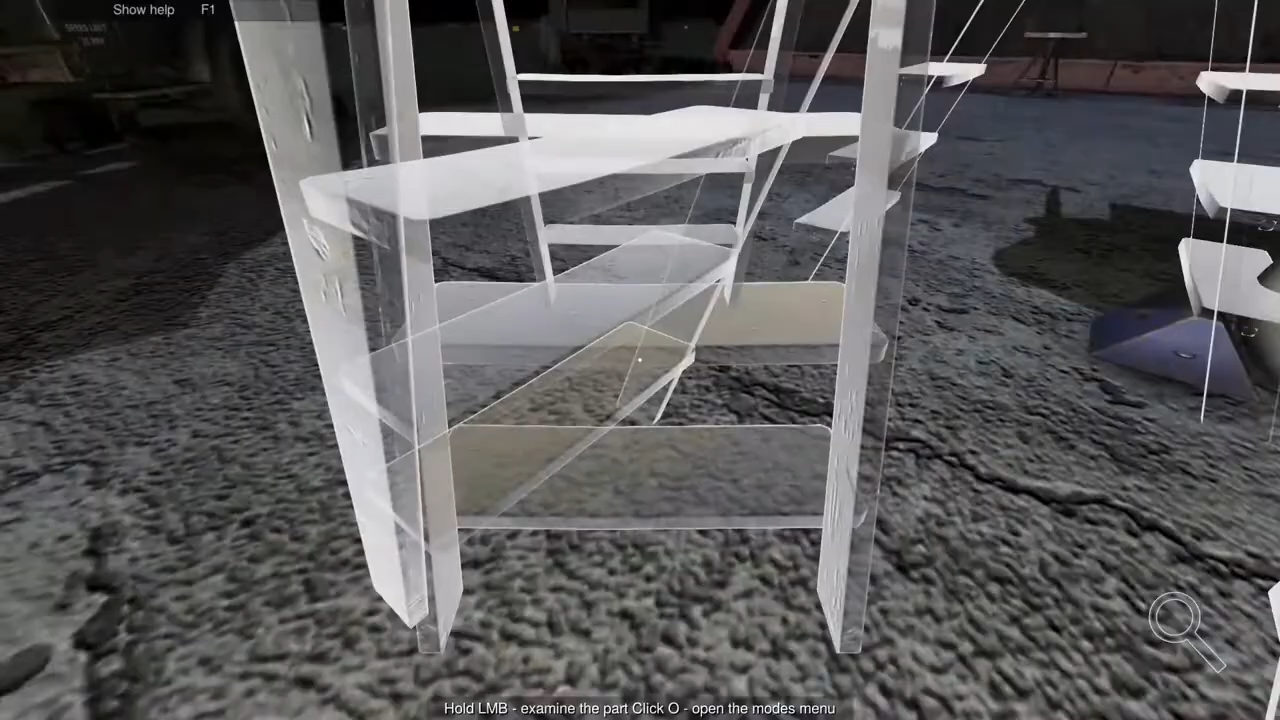 Show help F1
Hold LMB - examine the part Click O - open the modes menu